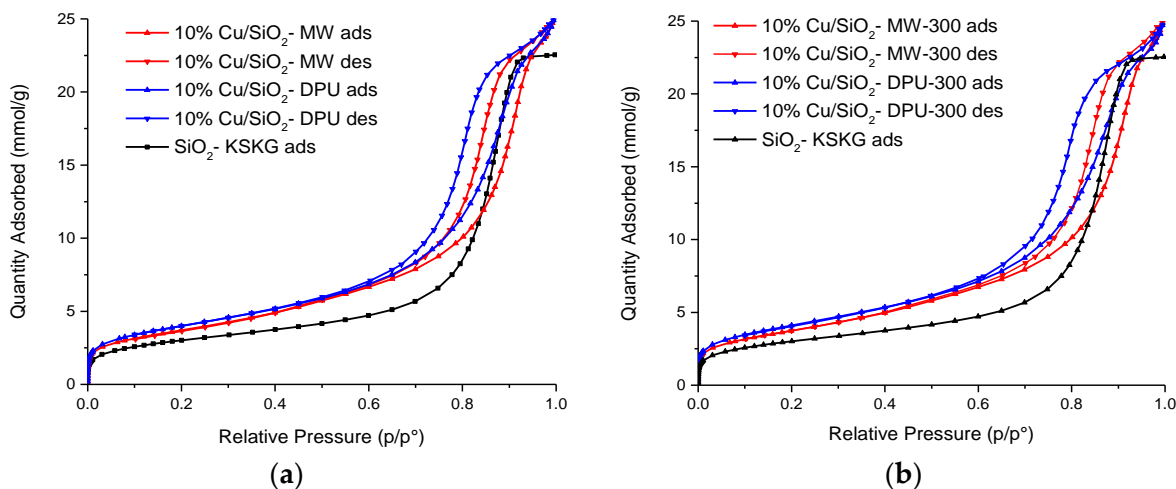 25
20
15
10
5
0
Quantity Adsorbed (mmol/g)
10% Cu/SiO2- MW ads
10% Cu/SiO2- MW des
10% Cu/SiO2- DPU ads
10% Cu/SiO2- DPU des
SiO2- KSKG ads
0.0 0.2 0.4 0.6 0.8 1.0
Relative Pressure (p/p°)
(a)
25
20
15
10
5
0
Quantity Adsorbed (mmol/g)
10% Cu/SiO2- MW-300 ads
10% Cu/SiO2- MW-300 des
10% Cu/SiO2- DPU-300 ads
10% Cu/SiO2- DPU-300 des
SiO2- KSKG ads
0.0 0.2 0.4 0.6 0.8 1.0
Relative Pressure (p/p°)
(b)